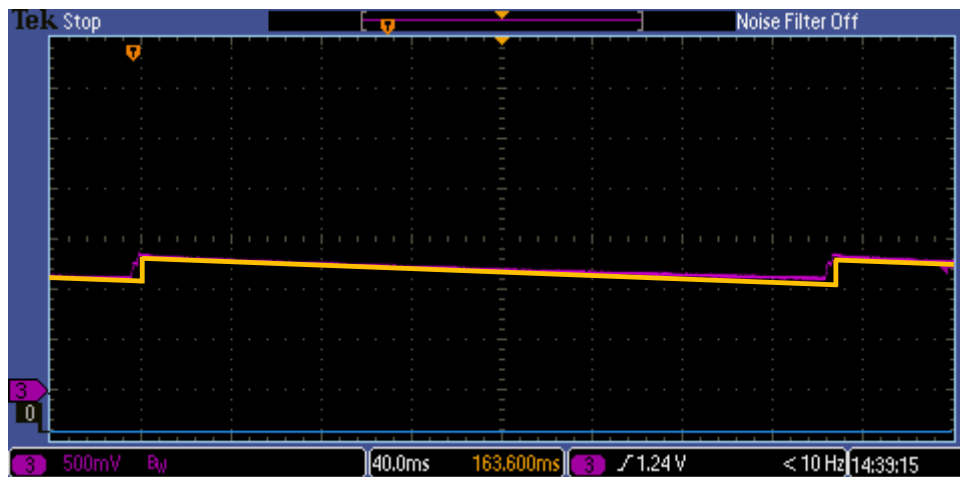 Tek Stop Noise Filter Off
T
T
3
0
3 500mV BW 40.0ms 163.600ms 3 1.24 V < 10 Hz 14:39:15